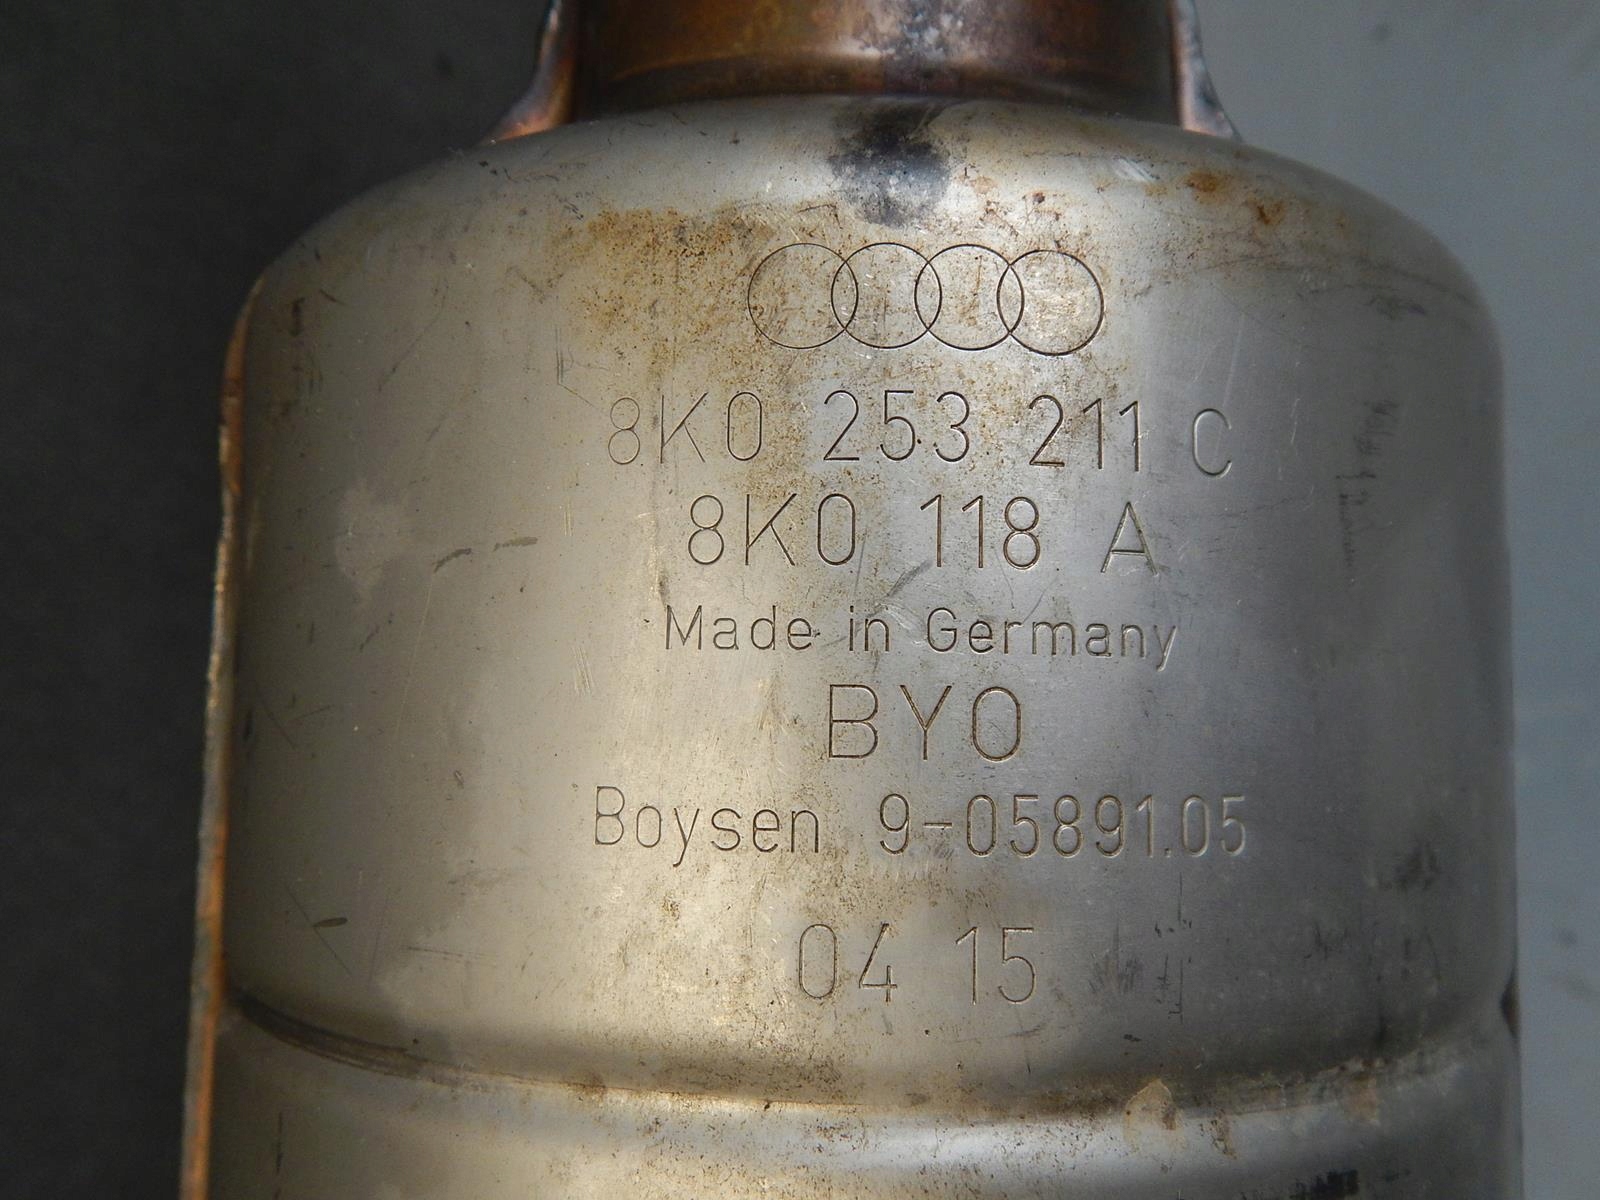 8K0 253 211 C
8K0 118 A
Made in Germany
BYO
Boysen 9-05891.05
04 15